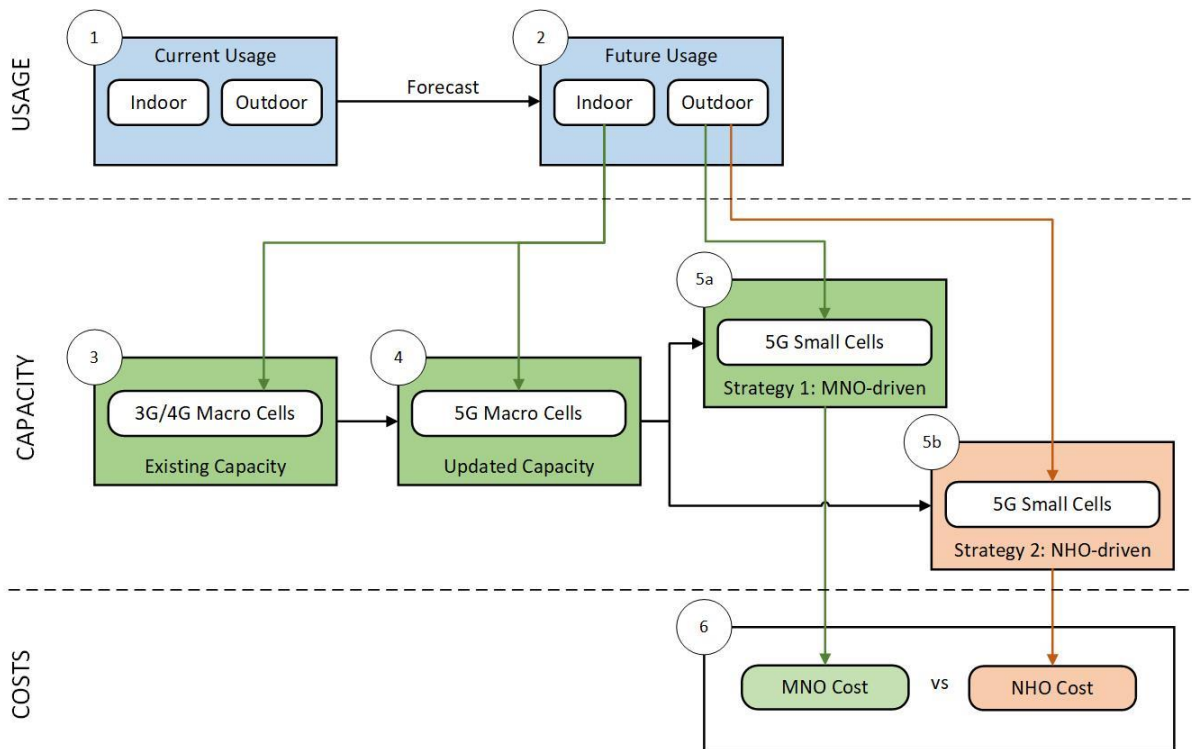 USAGE
1
Current Usage
Indoor
Outdoor
Forecast
2
Future Usage
Indoor
Outdoor
CAPACITY
3
3G/4G Macro Cells
Existing Capacity
4
5G Macro Cells
Updated Capacity
5a
5G Small Cells
Strategy 1: MNO-driven
5b
5G Small Cells
Strategy 2: NHO-driven
COSTS
6
MNO Cost
vs
NHO Cost